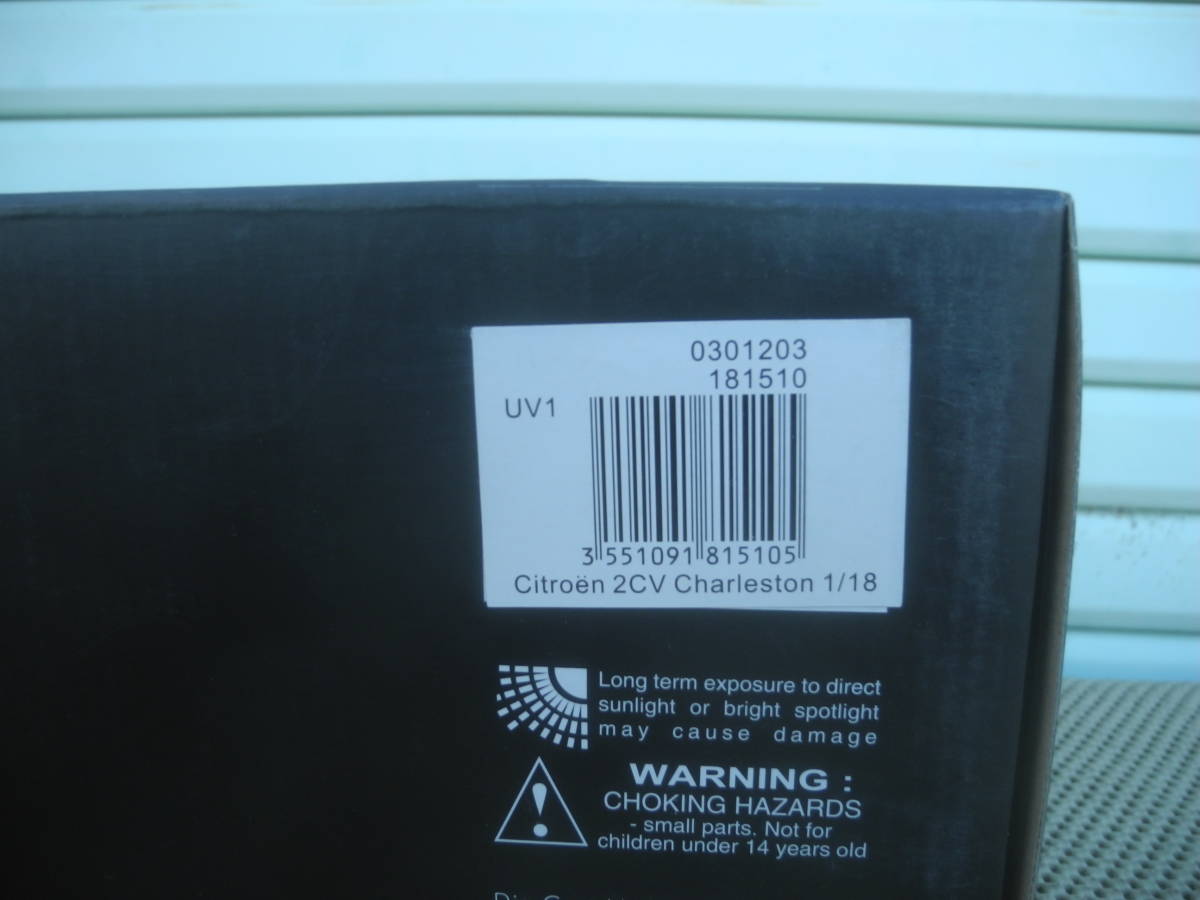 0301203
181510
UV1
3 551091 815105
Citroën 2CV Charleston 1/18
Long term exposure to direct
sunlight or bright spotlight
may cause damage
WARNING :
CHOKING HAZARDS
- small parts. Not for
children under 14 years old